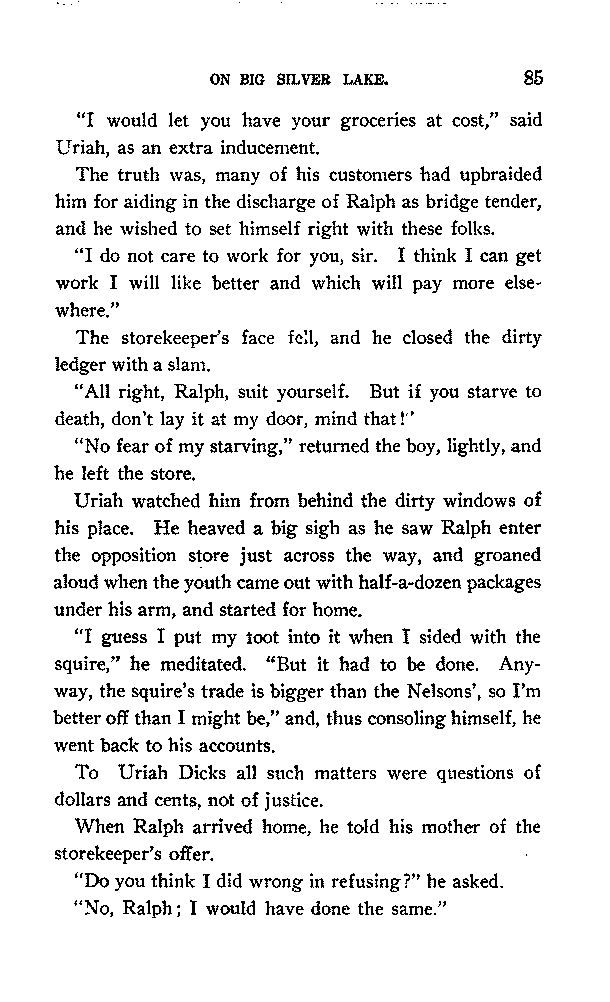 ON BIG SILVER LAKE. 85
"I would let you have your groceries at cost," said
Uriah, as an extra inducement.
The truth was, many of his customers had upbraided
him for aiding in the discharge of Ralph as bridge tender,
and he wished to set himself right with these folks.
"I do not care to work for you, sir. I think I can get
work I will like better and which will pay more else-
where."
The storekeeper's face fell, and he closed the dirty
ledger with a slam.
"All right, Ralph, suit yourself. But if you starve to
death, don't lay it at my door, mind that!"
"No fear of my starving," returned the boy, lightly, and
he left the store.
Uriah watched him from behind the dirty windows of
his place. He heaved a big sigh as he saw Ralph enter
the opposition store just across the way, and groaned
aloud when the youth came out with half-a-dozen packages
under his arm, and started for home.
"I guess I put my foot into it when I sided with the
squire," he meditated. "But it had to be done. Any-
way, the squire's trade is bigger than the Nelsons', so I'm
better off than I might be," and, thus consoling himself, he
went back to his accounts.
To Uriah Dicks all such matters were questions of
dollars and cents, not of justice.
When Ralph arrived home, he told his mother of the
storekeeper's offer.
"Do you think I did wrong in refusing?" he asked.
"No, Ralph; I would have done the same."